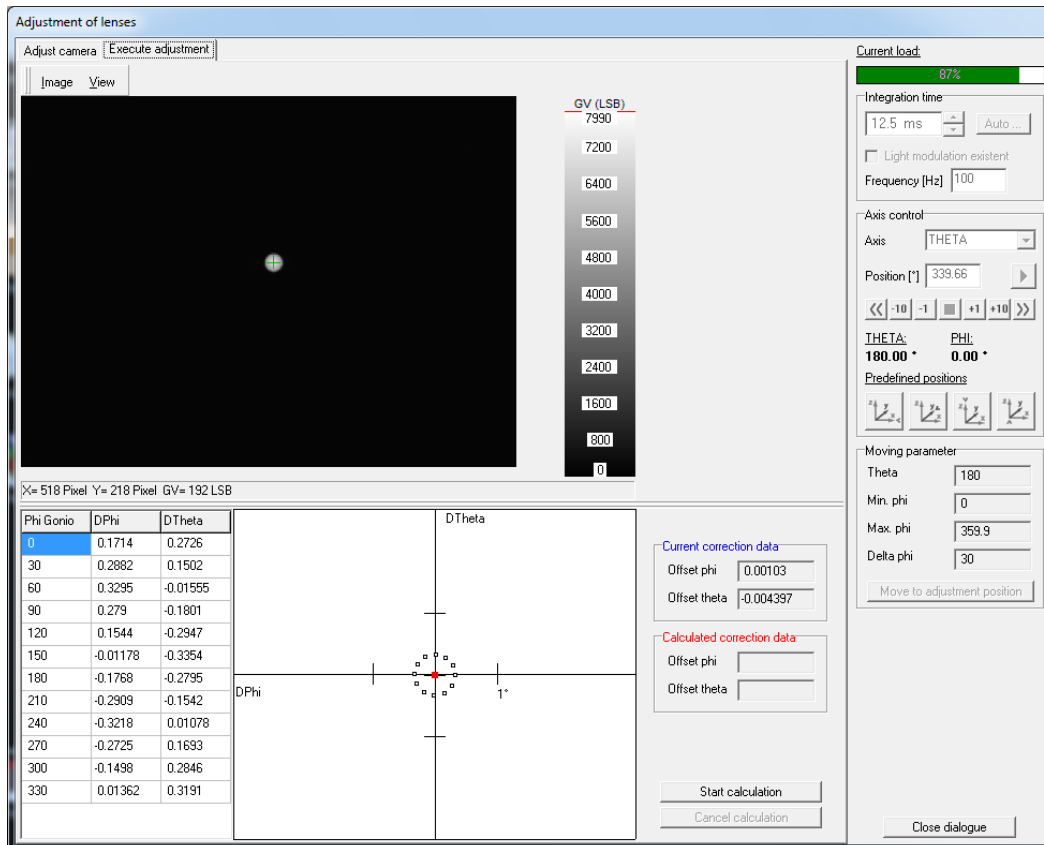 Adjustment of lenses
Adjust camera Execute adjustment
Image View
GV (LSB)
7990
7200
6400
5600
4800
4000
3200
2400
1600
800
0
X= 518 Pixel Y= 218 Pixel GV= 192 LSB
Phi Gonio DPhi DTheta
0 0.1714 0.2726
30 0.2882 0.1502
60 0.3295 -0.01555
90 0.279 -0.1801
120 0.1544 -0.2947
150 -0.01178 -0.3354
180 -0.1768 -0.2795
210 -0.2909 -0.1542
240 -0.3218 0.01078
270 -0.2725 0.1693
300 -0.1498 0.2846
330 0.01362 0.3191
DTheta
DPhi
1°
Current correction data
Offset phi 0.00103
Offset theta -0.004397
Calculated correction data
Offset phi
Offset theta
Start calculation
Cancel calculation
Current load:
87%
Integration time
12.5 ms Auto ...
Light modulation existent
Frequency [Hz] 100
Axis control
Axis THETA
Position [°] 339.66
-10 -1 +1 +10
THETA: PHI:
180.00 ° 0.00 °
Predefined positions
z y x z y x z y x z y x
Moving parameter
Theta 180
Min. phi 0
Max. phi 359.9
Delta phi 30
Move to adjustment position
Close dialogue